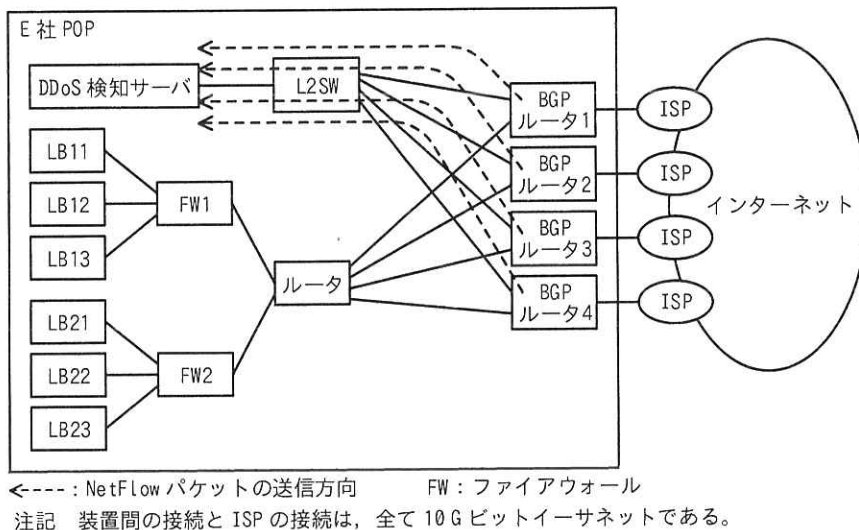 E社POP
DDoS検知サーバ
L2SW
BGP
ルータ1
ISP
LB11
BGP
ルータ2
ISP
LB12
FW1
インターネット
LB13
ルータ
BGP
ルータ3
ISP
BGP
ルータ4
ISP
LB21
LB22
FW2
LB23
<----：NetFlowパケットの送信方向　FW：ファイアウォール
注記　装置間の接続とISPの接続は，全て10Gビットイーサネットである。